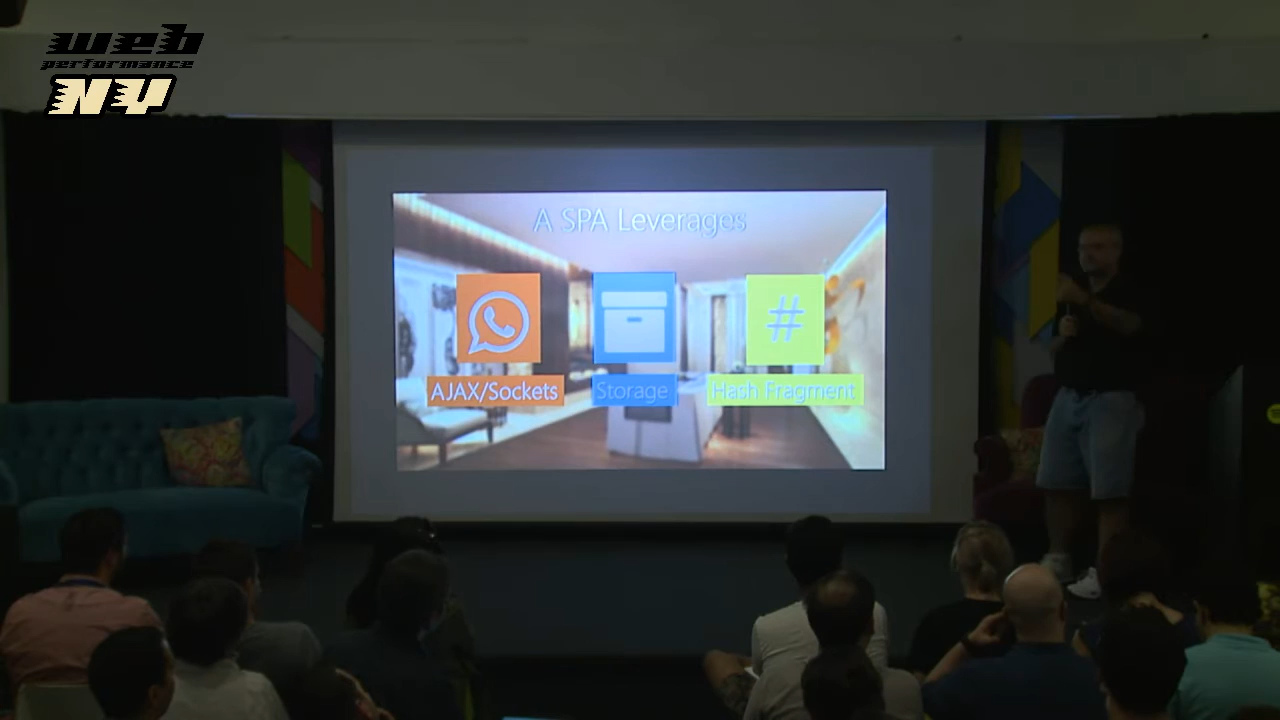 web
performance
NY
A SPA Leverages
#
AJAX/Sockets
Storage
Hash Fragment